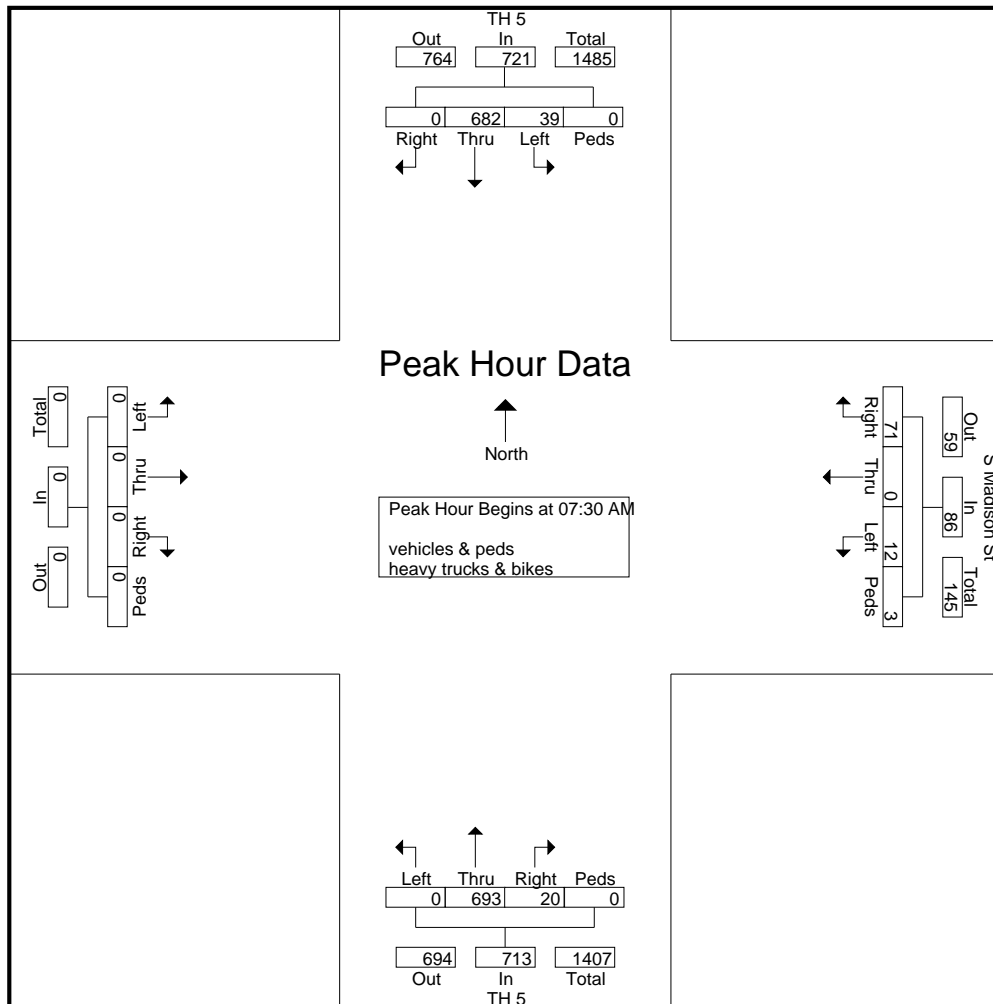 TH 5
Out In Total
764 721 1485
0 682 39 0
Right Thru Left Peds
Peak Hour Data
North
Peak Hour Begins at 07:30 AM
vehicles & peds
heavy trucks & bikes
Total In Out
0 0 0
0 0 0 0
Left Thru Right Peds
Right Thru Left Peds
71 0 12 3
Out In Total
59 86 145
S Madison St
Left Thru Right Peds
0 693 20 0
694 713 1407
Out In Total
TH 5